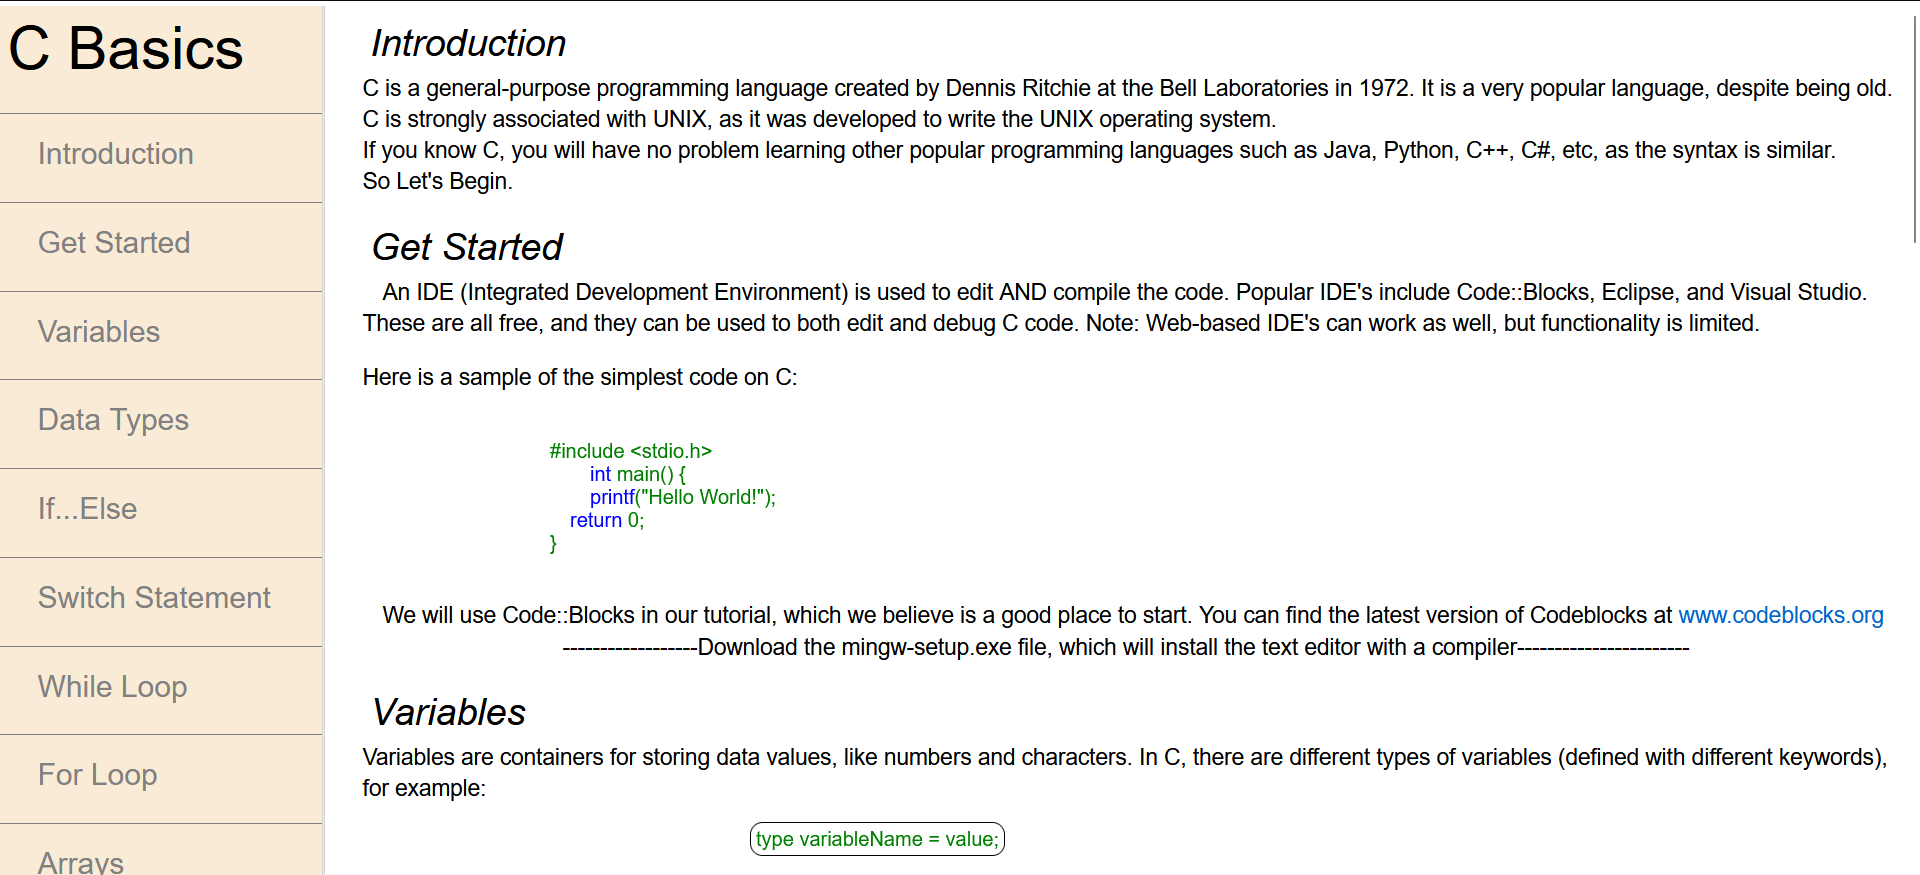 C Basics
Introduction
Get Started
Variables
Data Types
If...Else
Switch Statement
While Loop
For Loop
Arrays
Introduction
C is a general-purpose programming language created by Dennis Ritchie at the Bell Laboratories in 1972. It is a very popular language, despite being old.
C is strongly associated with UNIX, as it was developed to write the UNIX operating system.
If you know C, you will have no problem learning other popular programming languages such as Java, Python, C++, C#, etc, as the syntax is similar.
So Let's Begin.
Get Started
An IDE (Integrated Development Environment) is used to edit AND compile the code. Popular IDE's include Code::Blocks, Eclipse, and Visual Studio.
These are all free, and they can be used to both edit and debug C code. Note: Web-based IDE's can work as well, but functionality is limited.
Here is a sample of the simplest code on C:
#include <stdio.h>
int main() {
printf("Hello World!");
return 0;
}
We will use Code::Blocks in our tutorial, which we believe is a good place to start. You can find the latest version of Codeblocks at www.codeblocks.org
------------------Download the mingw-setup.exe file, which will install the text editor with a compiler-----------------------
Variables
Variables are containers for storing data values, like numbers and characters. In C, there are different types of variables (defined with different keywords),
for example:
type variableName = value;